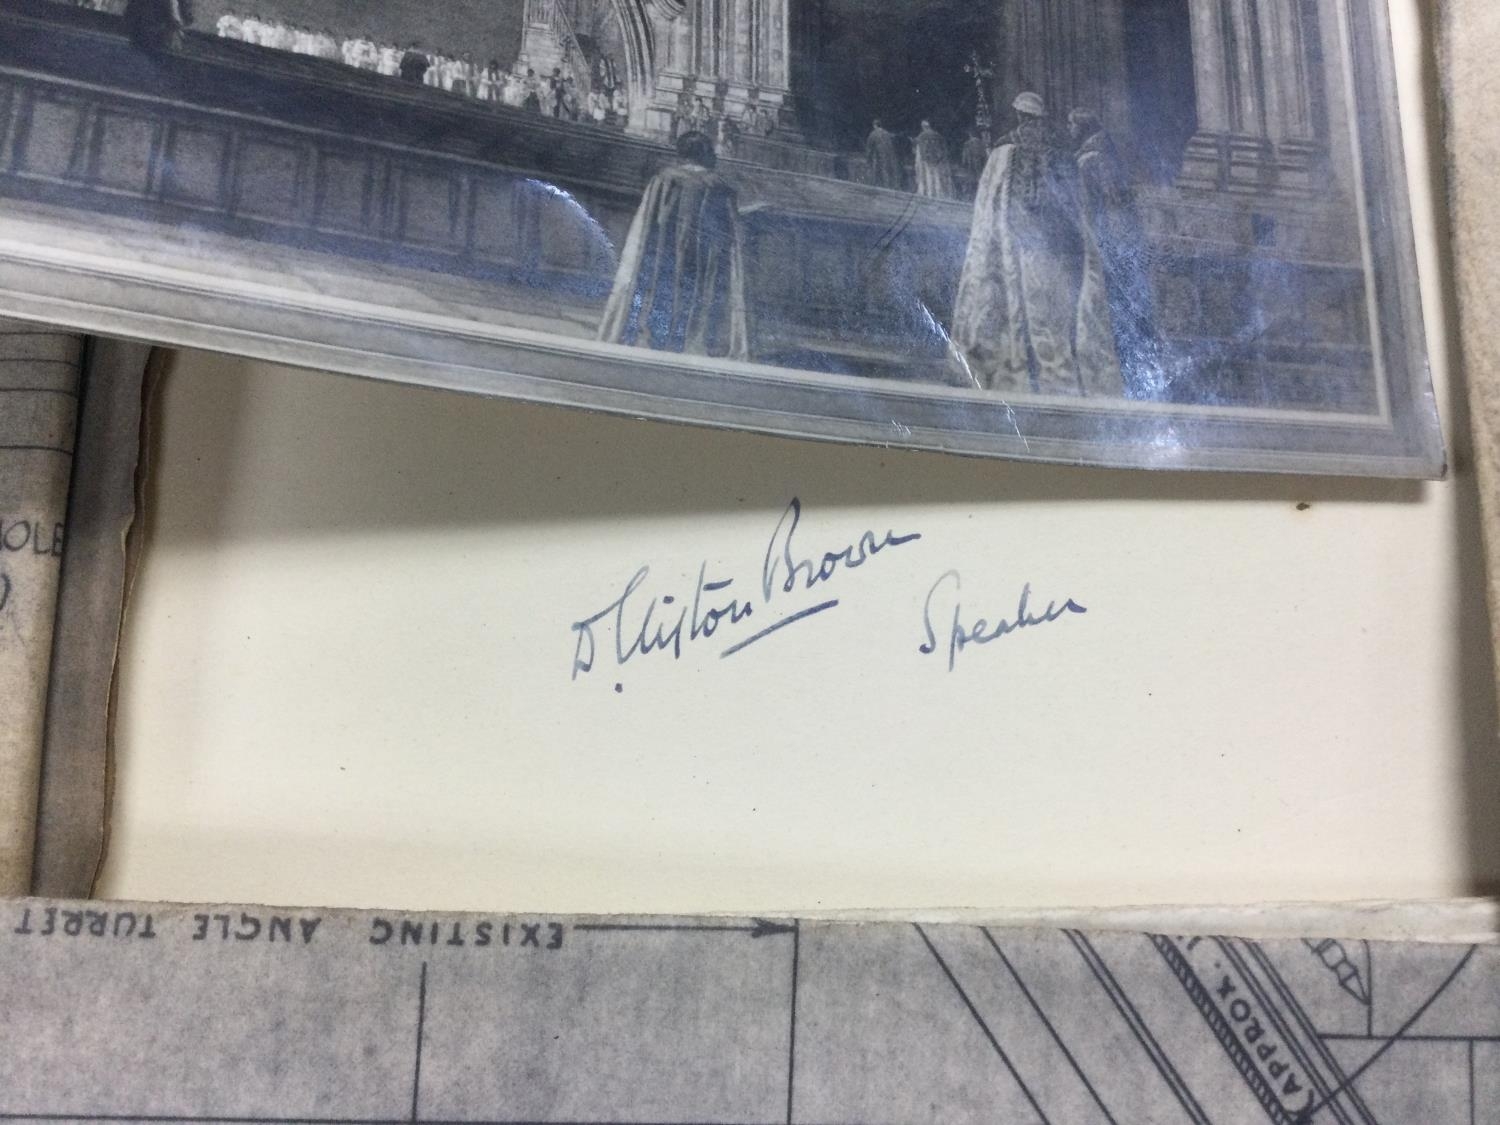 D. Clifton Brown
Speaker
EXISTING ANGLE TURRET
(APPROX.